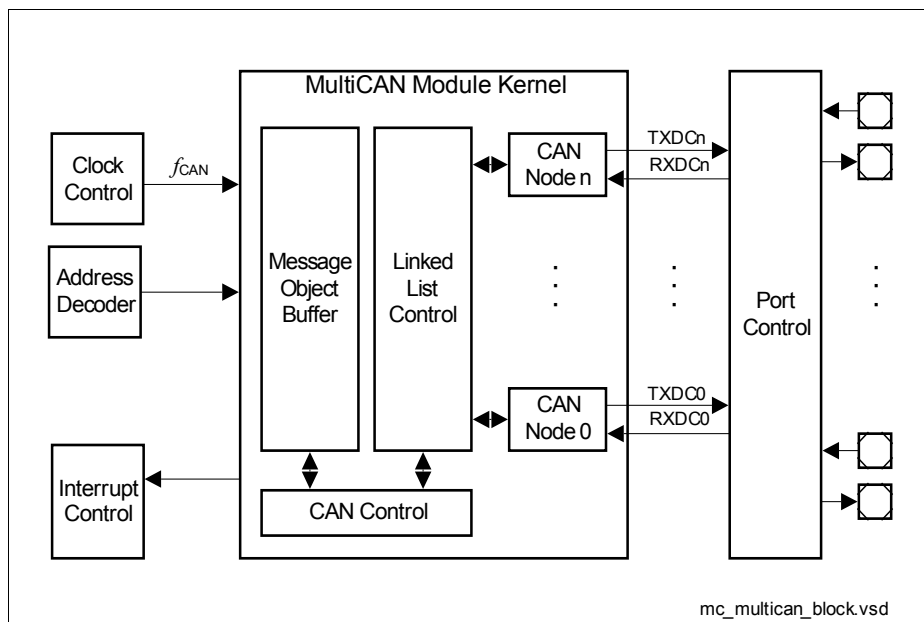 MultiCAN Module Kernel
Clock
Control
fCAN
Address
Decoder
Interrupt
Control
Message
Object
Buffer
Linked
List
Control
CAN Control
CAN
Node n
TXDCn
RXDCn
CAN
Node 0
TXDC0
RXDC0
Port
Control
mc_multican_block.vsd